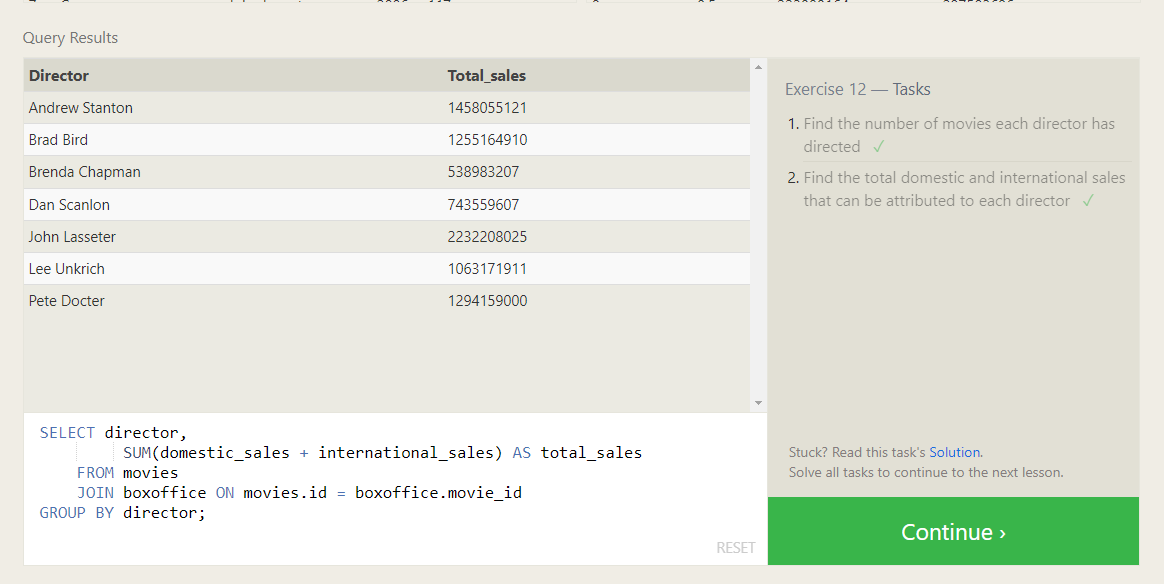 Query Results
Director Total_sales
Andrew Stanton 1458055121
Brad Bird 1255164910
Brenda Chapman 538983207
Dan Scanlon 743559607
John Lasseter 2232208025
Lee Unkrich 1063171911
Pete Docter 1294159000
SELECT director,
SUM(domestic_sales + international_sales) AS total_sales
FROM movies
JOIN boxoffice ON movies.id = boxoffice.movie_id
GROUP BY director;
RESET
Exercise 12 — Tasks
1. Find the number of movies each director has
directed ✓
2. Find the total domestic and international sales
that can be attributed to each director ✓
Stuck? Read this task's Solution.
Solve all tasks to continue to the next lesson.
Continue ›